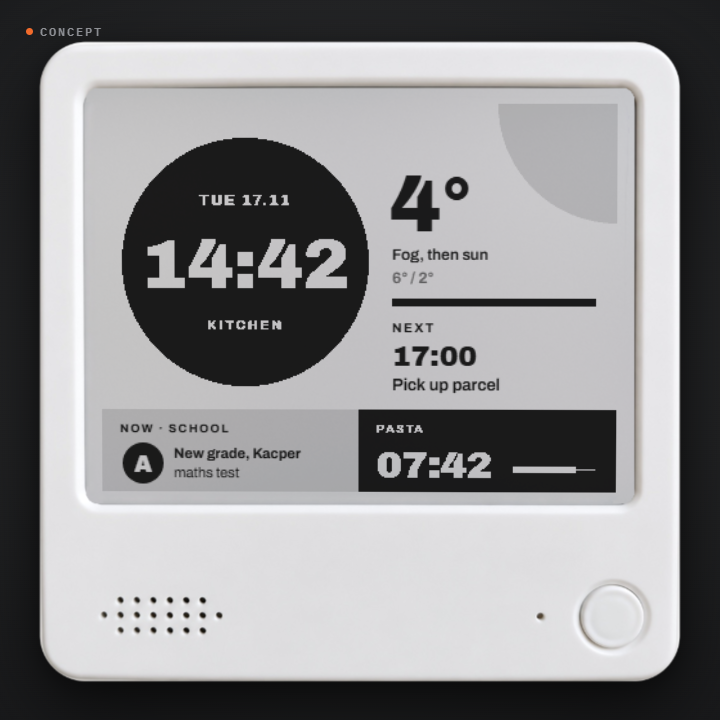 CONCEPT
TUE 17.11
14:42
KITCHEN
4°
Fog, then sun
6° / 2°
NEXT
17:00
Pick up parcel
NOW · SCHOOL
A
New grade, Kacper
maths test
PASTA
07:42